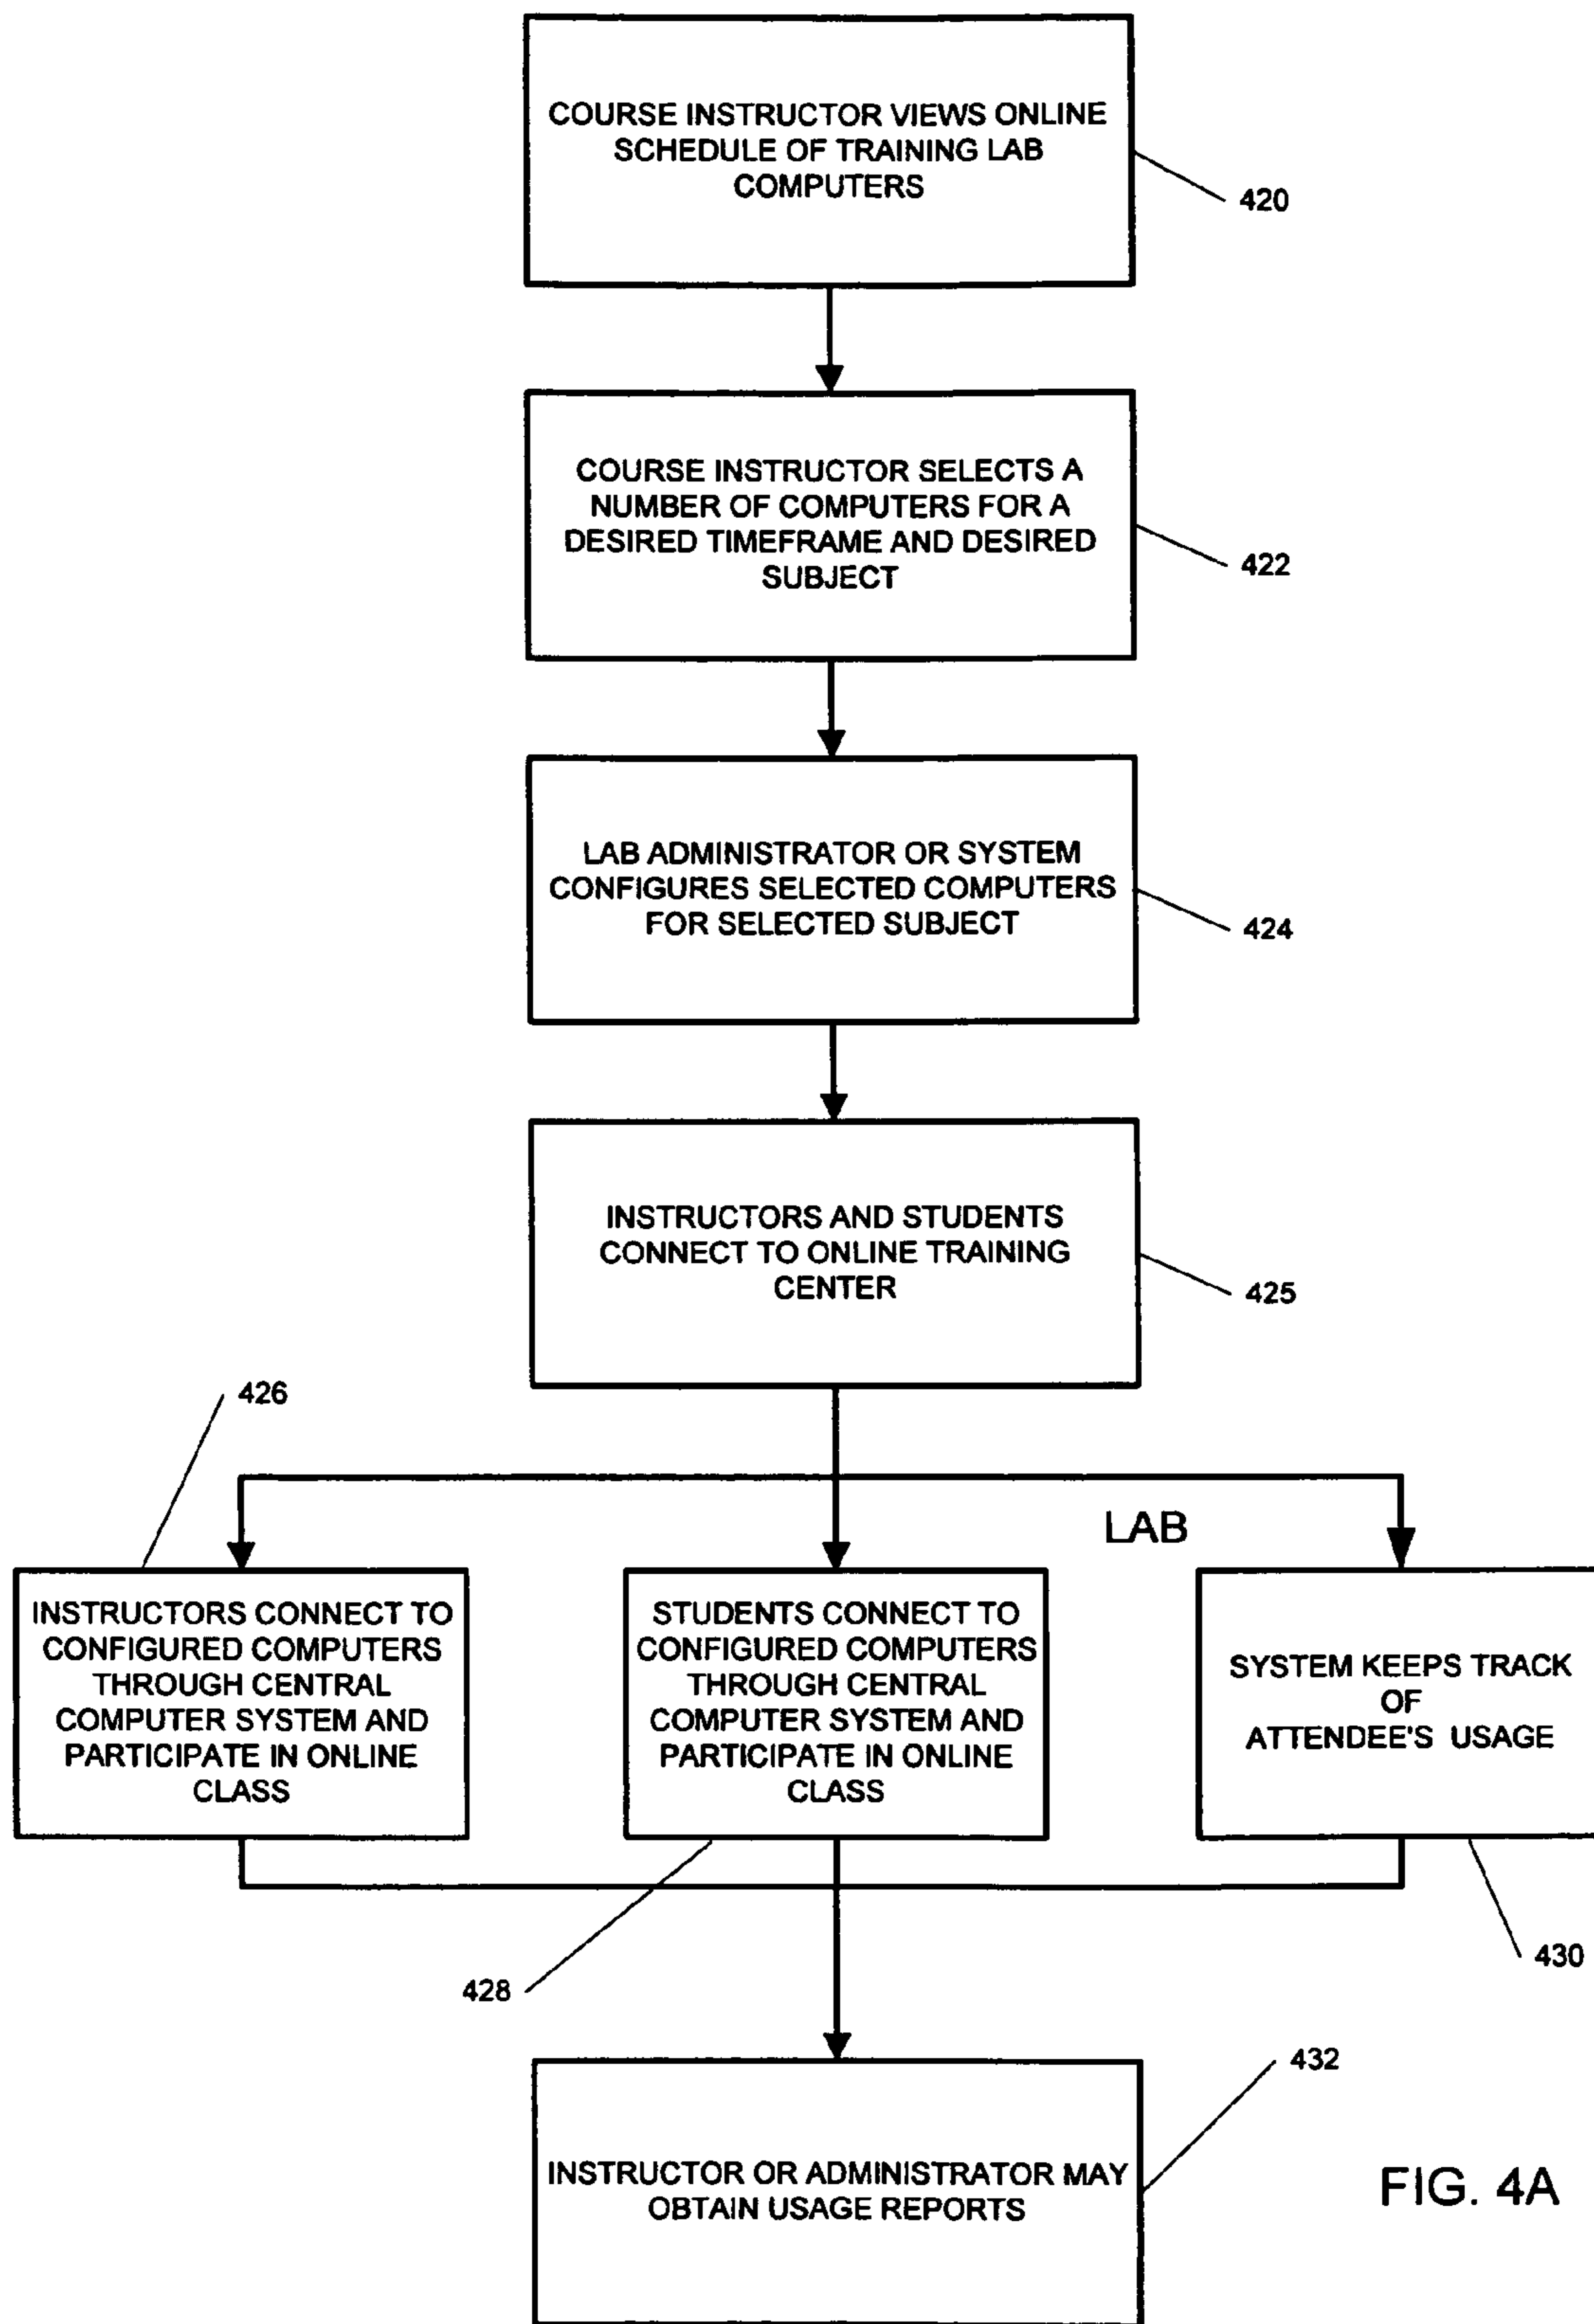 COURSE INSTRUCTOR VIEWS ONLINE
SCHEDULE OF TRAINING LAB
COMPUTERS
420
COURSE INSTRUCTOR SELECTS A
NUMBER OF COMPUTERS FOR A
DESIRED TIMEFRAME AND DESIRED
SUBJECT
422
LAB ADMINISTRATOR OR SYSTEM
CONFIGURES SELECTED COMPUTERS
FOR SELECTED SUBJECT
424
INSTRUCTORS AND STUDENTS
CONNECT TO ONLINE TRAINING
CENTER
425
426
LAB
INSTRUCTORS CONNECT TO
CONFIGURED COMPUTERS
THROUGH CENTRAL
COMPUTER SYSTEM AND
PARTICIPATE IN ONLINE
CLASS
STUDENTS CONNECT TO
CONFIGURED COMPUTERS
THROUGH CENTRAL
COMPUTER SYSTEM AND
PARTICIPATE IN ONLINE
CLASS
SYSTEM KEEPS TRACK
OF
ATTENDEE'S USAGE
428
430
432
INSTRUCTOR OR ADMINISTRATOR MAY
OBTAIN USAGE REPORTS
FIG. 4A